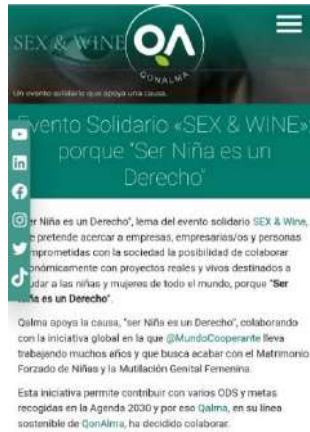 SEX & WINE
QA
QONALMA
Un evento solidario que apoya una causa.
Evento Solidario «SEX & WINE»:
porque "Ser Niña es un
Derecho"
er Niña es un Derecho", lema del evento solidario SEX & Wine,
e pretende acercar a empresas, empresarias/os y personas
mprometidas con la sociedad la posibilidad de colaborar
onómicamente con proyectos reales y vivos destinados a
udar a las niñas y mujeres de todo el mundo, porque "Ser
Niña es un Derecho".
Qalma apoya la causa, "ser Niña es un Derecho", colaborando
con la iniciativa global en la que @MundoCooperante lleva
trabajando muchos años y que busca acabar con el Matrimonio
Forzado de Niñas y la Mutilación Genital Femenina.
Esta iniciativa permite contribuir con varios ODS y metas
recogidas en la Agenda 2030 y por eso Qalma, en su línea
sostenible de QonAlma, ha decidido colaborar.